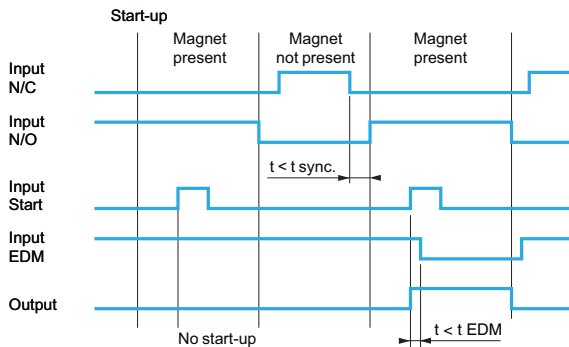 Start-up
Magnet
present
Magnet
not present
Magnet
present
Input
N/C
Input
N/O
t < t sync.
Input
Start
Input
EDM
Output
t < t EDM
No start-up